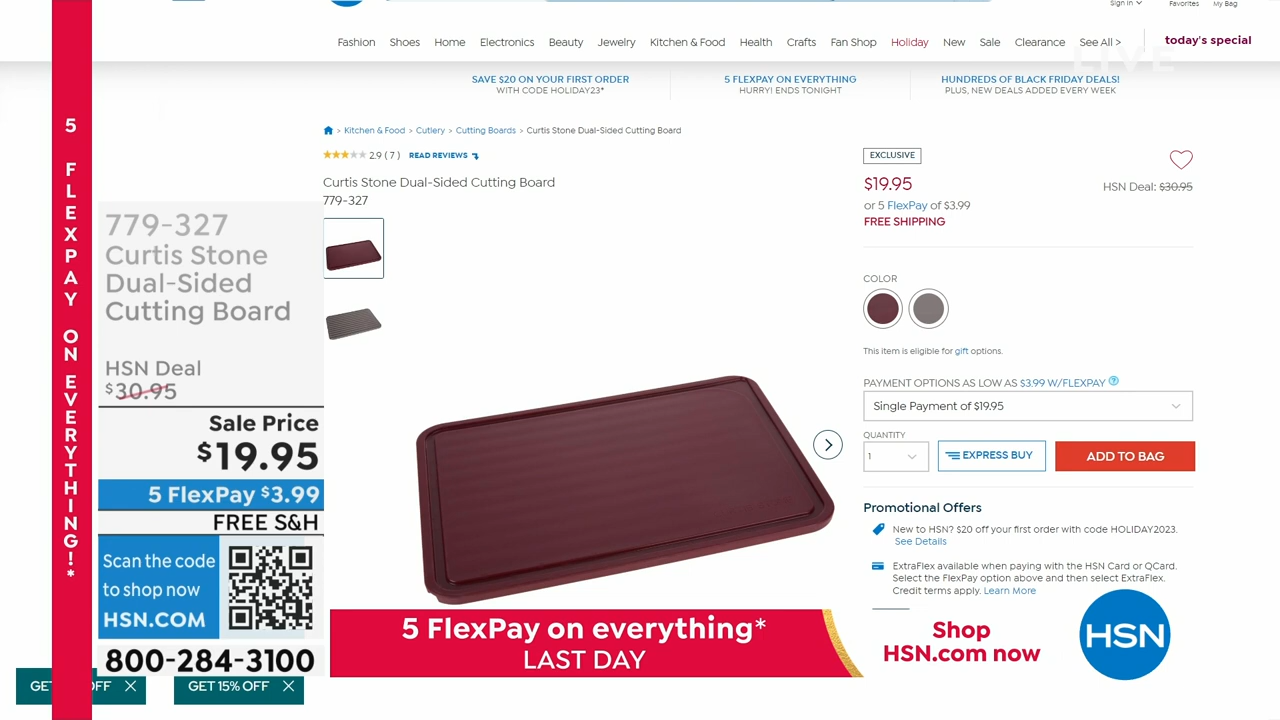 Sign In
Favorites
My Bag
Fashion
Shoes
Home
Electronics
Beauty
Jewelry
Kitchen & Food
Health
Crafts
Fan Shop
Holiday
New
Sale
Clearance
See All >
today's special
LIVE
SAVE $20 ON YOUR FIRST ORDER
WITH CODE HOLIDAY23*
5 FLEXPAY ON EVERYTHING
HURRY! ENDS TONIGHT
HUNDREDS OF BLACK FRIDAY DEALS!
PLUS, NEW DEALS ADDED EVERY WEEK
5 FLEXPAY ON EVERYTHING!*
> Kitchen & Food > Cutlery > Cutting Boards > Curtis Stone Dual-Sided Cutting Board
2.9 ( 7 ) READ REVIEWS
Curtis Stone Dual-Sided Cutting Board
779-327
EXCLUSIVE
$19.95
HSN Deal: $30.95
or 5 FlexPay of $3.99
FREE SHIPPING
COLOR
This item is eligible for gift options.
PAYMENT OPTIONS AS LOW AS $3.99 W/FLEXPAY ?
Single Payment of $19.95
QUANTITY
1
EXPRESS BUY
ADD TO BAG
Promotional Offers
New to HSN? $20 off your first order with code HOLIDAY2023.
See Details
ExtraFlex available when paying with the HSN Card or QCard.
Select the FlexPay option above and then select ExtraFlex.
Credit terms apply. Learn More
779-327
Curtis Stone
Dual-Sided
Cutting Board
HSN Deal
$30.95
Sale Price
$19.95
5 FlexPay $3.99
FREE S&H
Scan the code
to shop now
HSN.COM
800-284-3100
GET OFF
GET 15% OFF
5 FlexPay on everything*
LAST DAY
Shop
HSN.com now
HSN